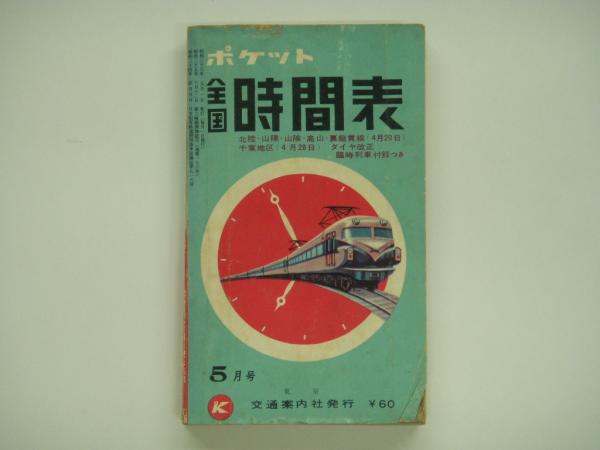 ポケット
全国 時間表
北陸・山陽・山陰・高山・裏縦貫線(4月20日)
千葉地区(4月28日) ダイヤ改正
臨時列車付録つき
5月号
K 交通案内社発行 ¥60